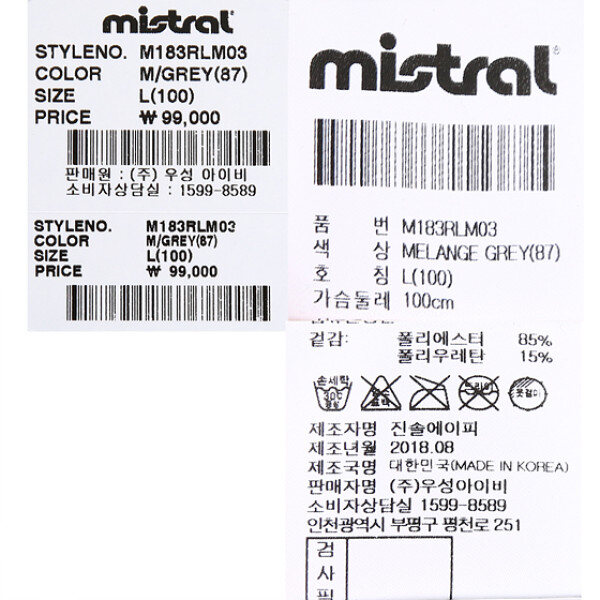 mistral
STYLENO. M183RLM03
COLOR M/GREY(87)
SIZE L(100)
PRICE ₩ 99,000
판매원 : (주) 우성 아이비
소비자상담실 : 1599-8589
STYLENO. M183RLM03
COLOR M/GREY(87)
SIZE L(100)
PRICE ₩ 99,000
mistral
품 번 M183RLM03
색 상 MELANGE GREY(87)
호 칭 L(100)
가슴둘레 100cm
겉감: 폴리에스터 85%
폴리우레탄 15%
손세탁
30℃
중성
드라이
옷걸이
제조자명 : 진솔에이피
제조년월 : 2018.08
제조국명 : 대한민국(MADE IN KOREA)
판매자명 : (주)우성아이비
소비자상담실 1599-8589
인천광역시 부평구 평천로 251
검
사
필